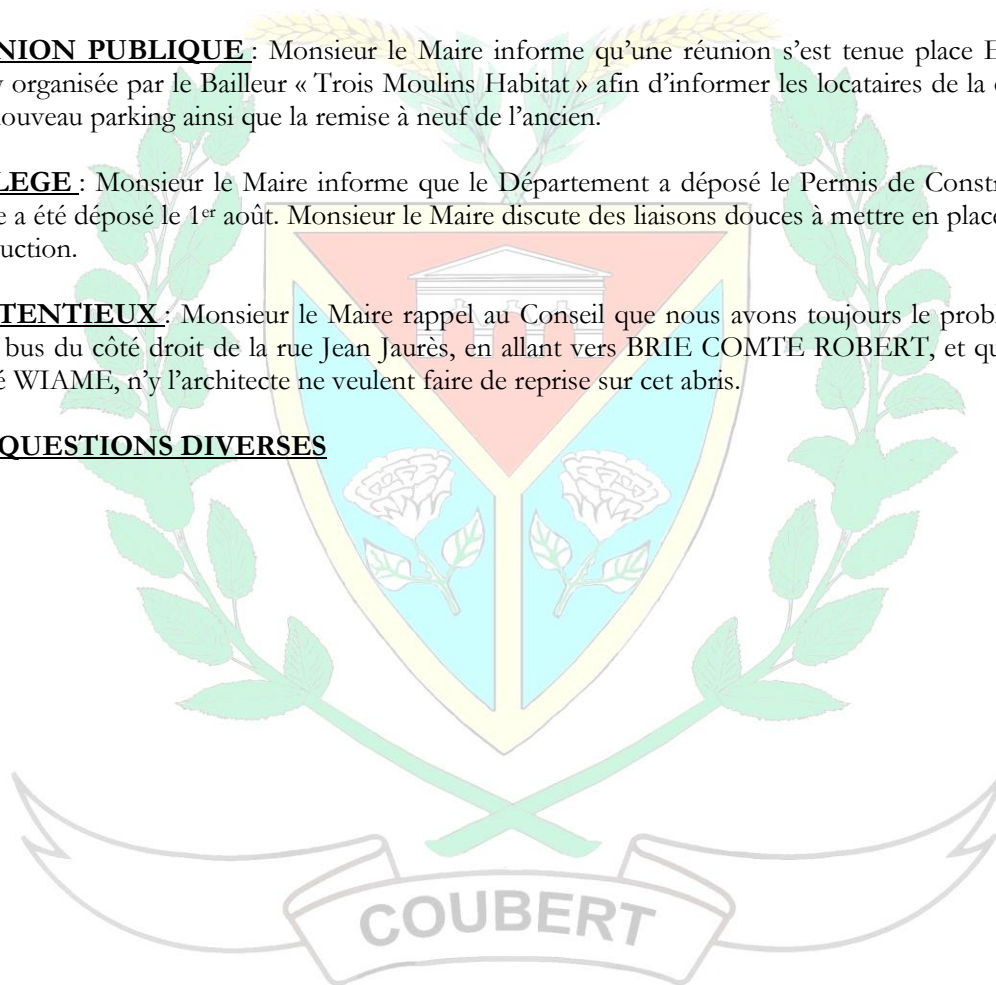 NION PUBLIQUE : Monsieur le Maire informe qu’une réunion s’est tenue place E
y organisée par le Bailleur « Trois Moulins Habitat » afin d’informer les locataires de la
nouveau parking ainsi que la remise à neuf de l’ancien.
LEGE : Monsieur le Maire informe que le Département a déposé le Permis de Constr
e a été déposé le 1er août. Monsieur le Maire discute des liaisons douces à mettre en place
uction.
TENTIEUX : Monsieur le Maire rappel au Conseil que nous avons toujours le prob
bus du côté droit de la rue Jean Jaurès, en allant vers BRIE COMTE ROBERT, et qu
é WIAME, n’y l’architecte ne veulent faire de reprise sur cet abris.
QUESTIONS DIVERSES
COUBERT